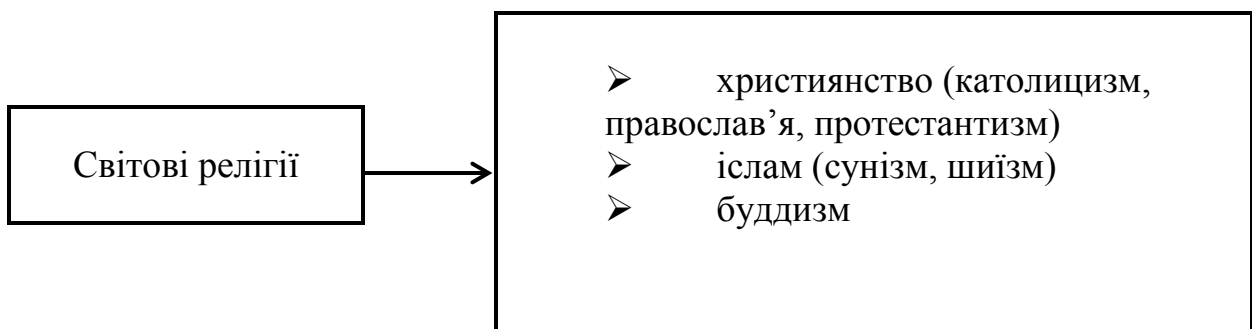 Світові релігії
➢ християнство (католицизм,
православ’я, протестантизм)
➢ іслам (сунізм, шиїзм)
➢ буддизм